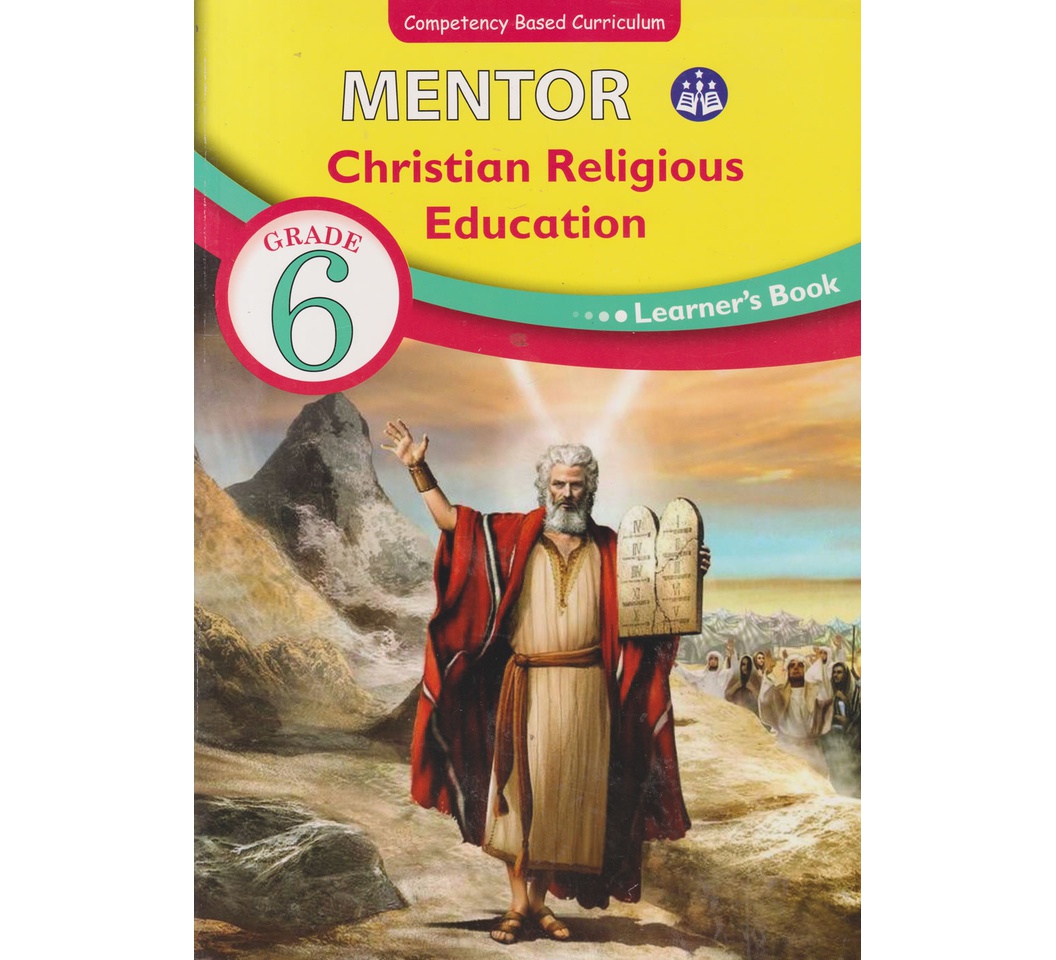 Competency Based Curriculum
MENTOR
Christian Religious
Education
GRADE
6
Learner's Book